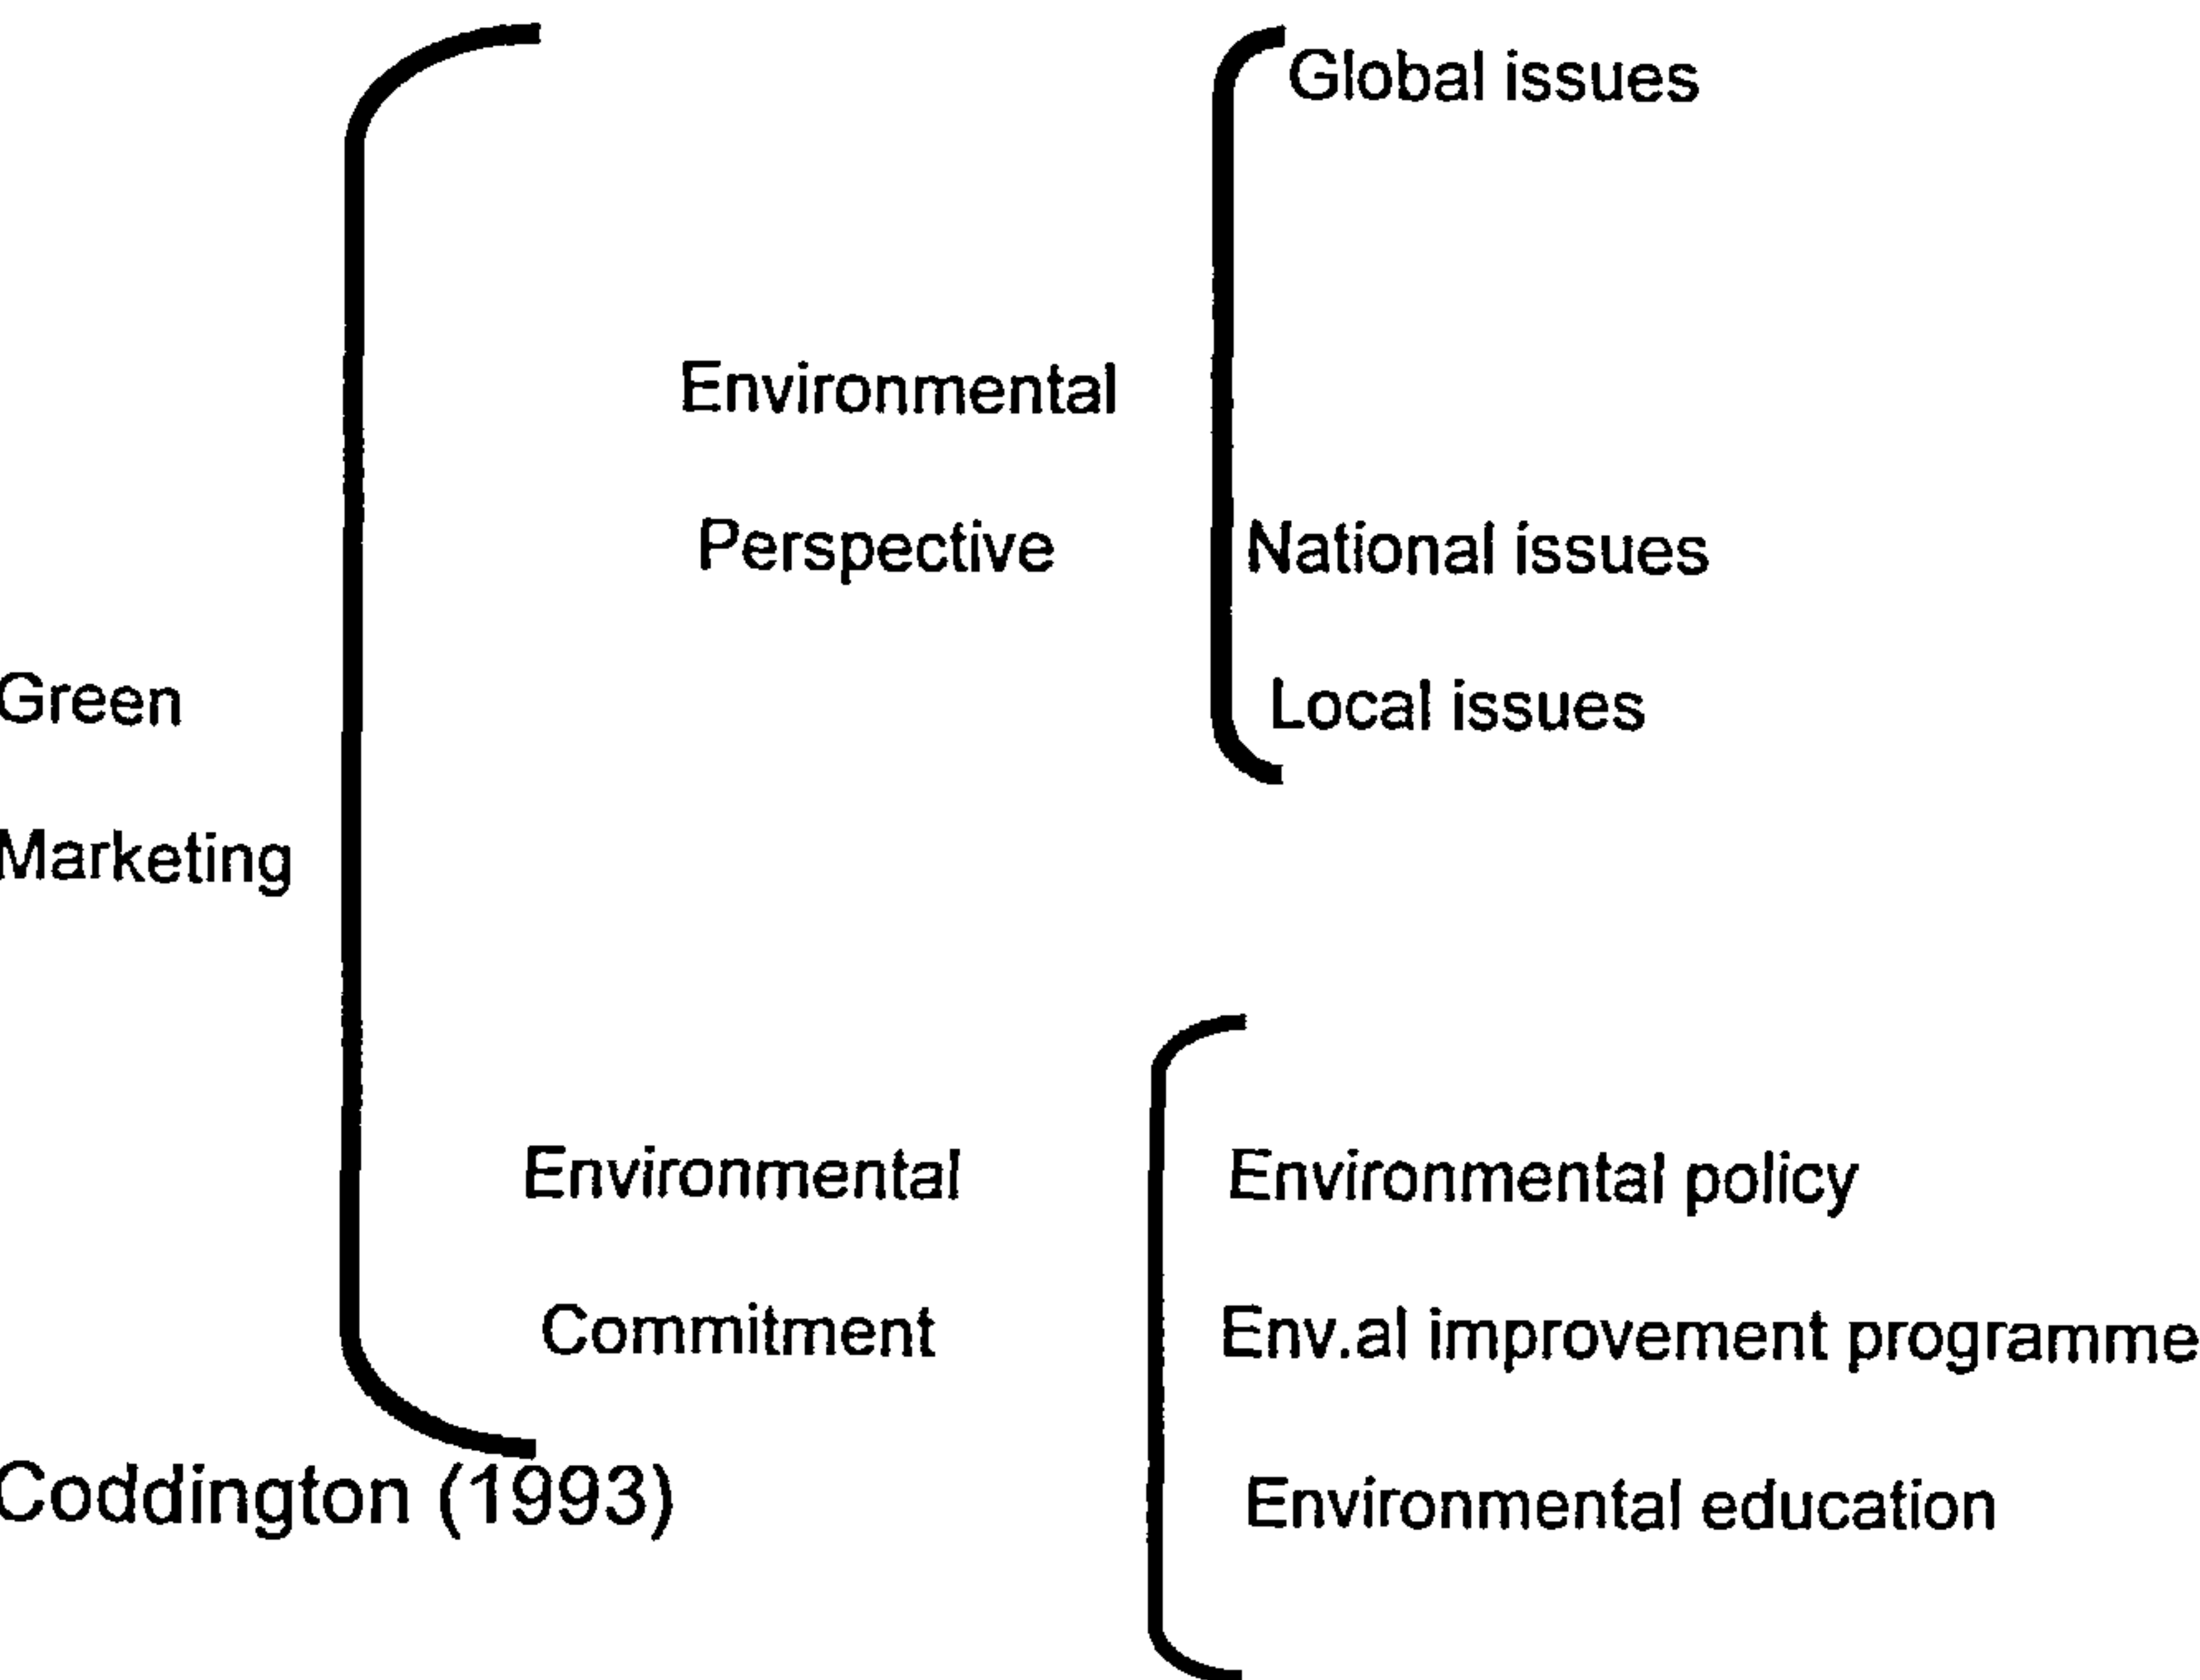 Global issues
Environmental
Perspective
National issues
Local issues
Green
Marketing
Environmental
Commitment
Environmental policy
Env.al improvement programme
Environmental education
Coddington (1993)